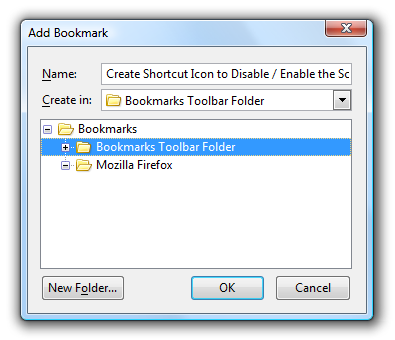 Add Bookmark
Name: Create Shortcut Icon to Disable / Enable the Sc
Create in: Bookmarks Toolbar Folder
Bookmarks
Bookmarks Toolbar Folder
Mozilla Firefox
New Folder... OK Cancel